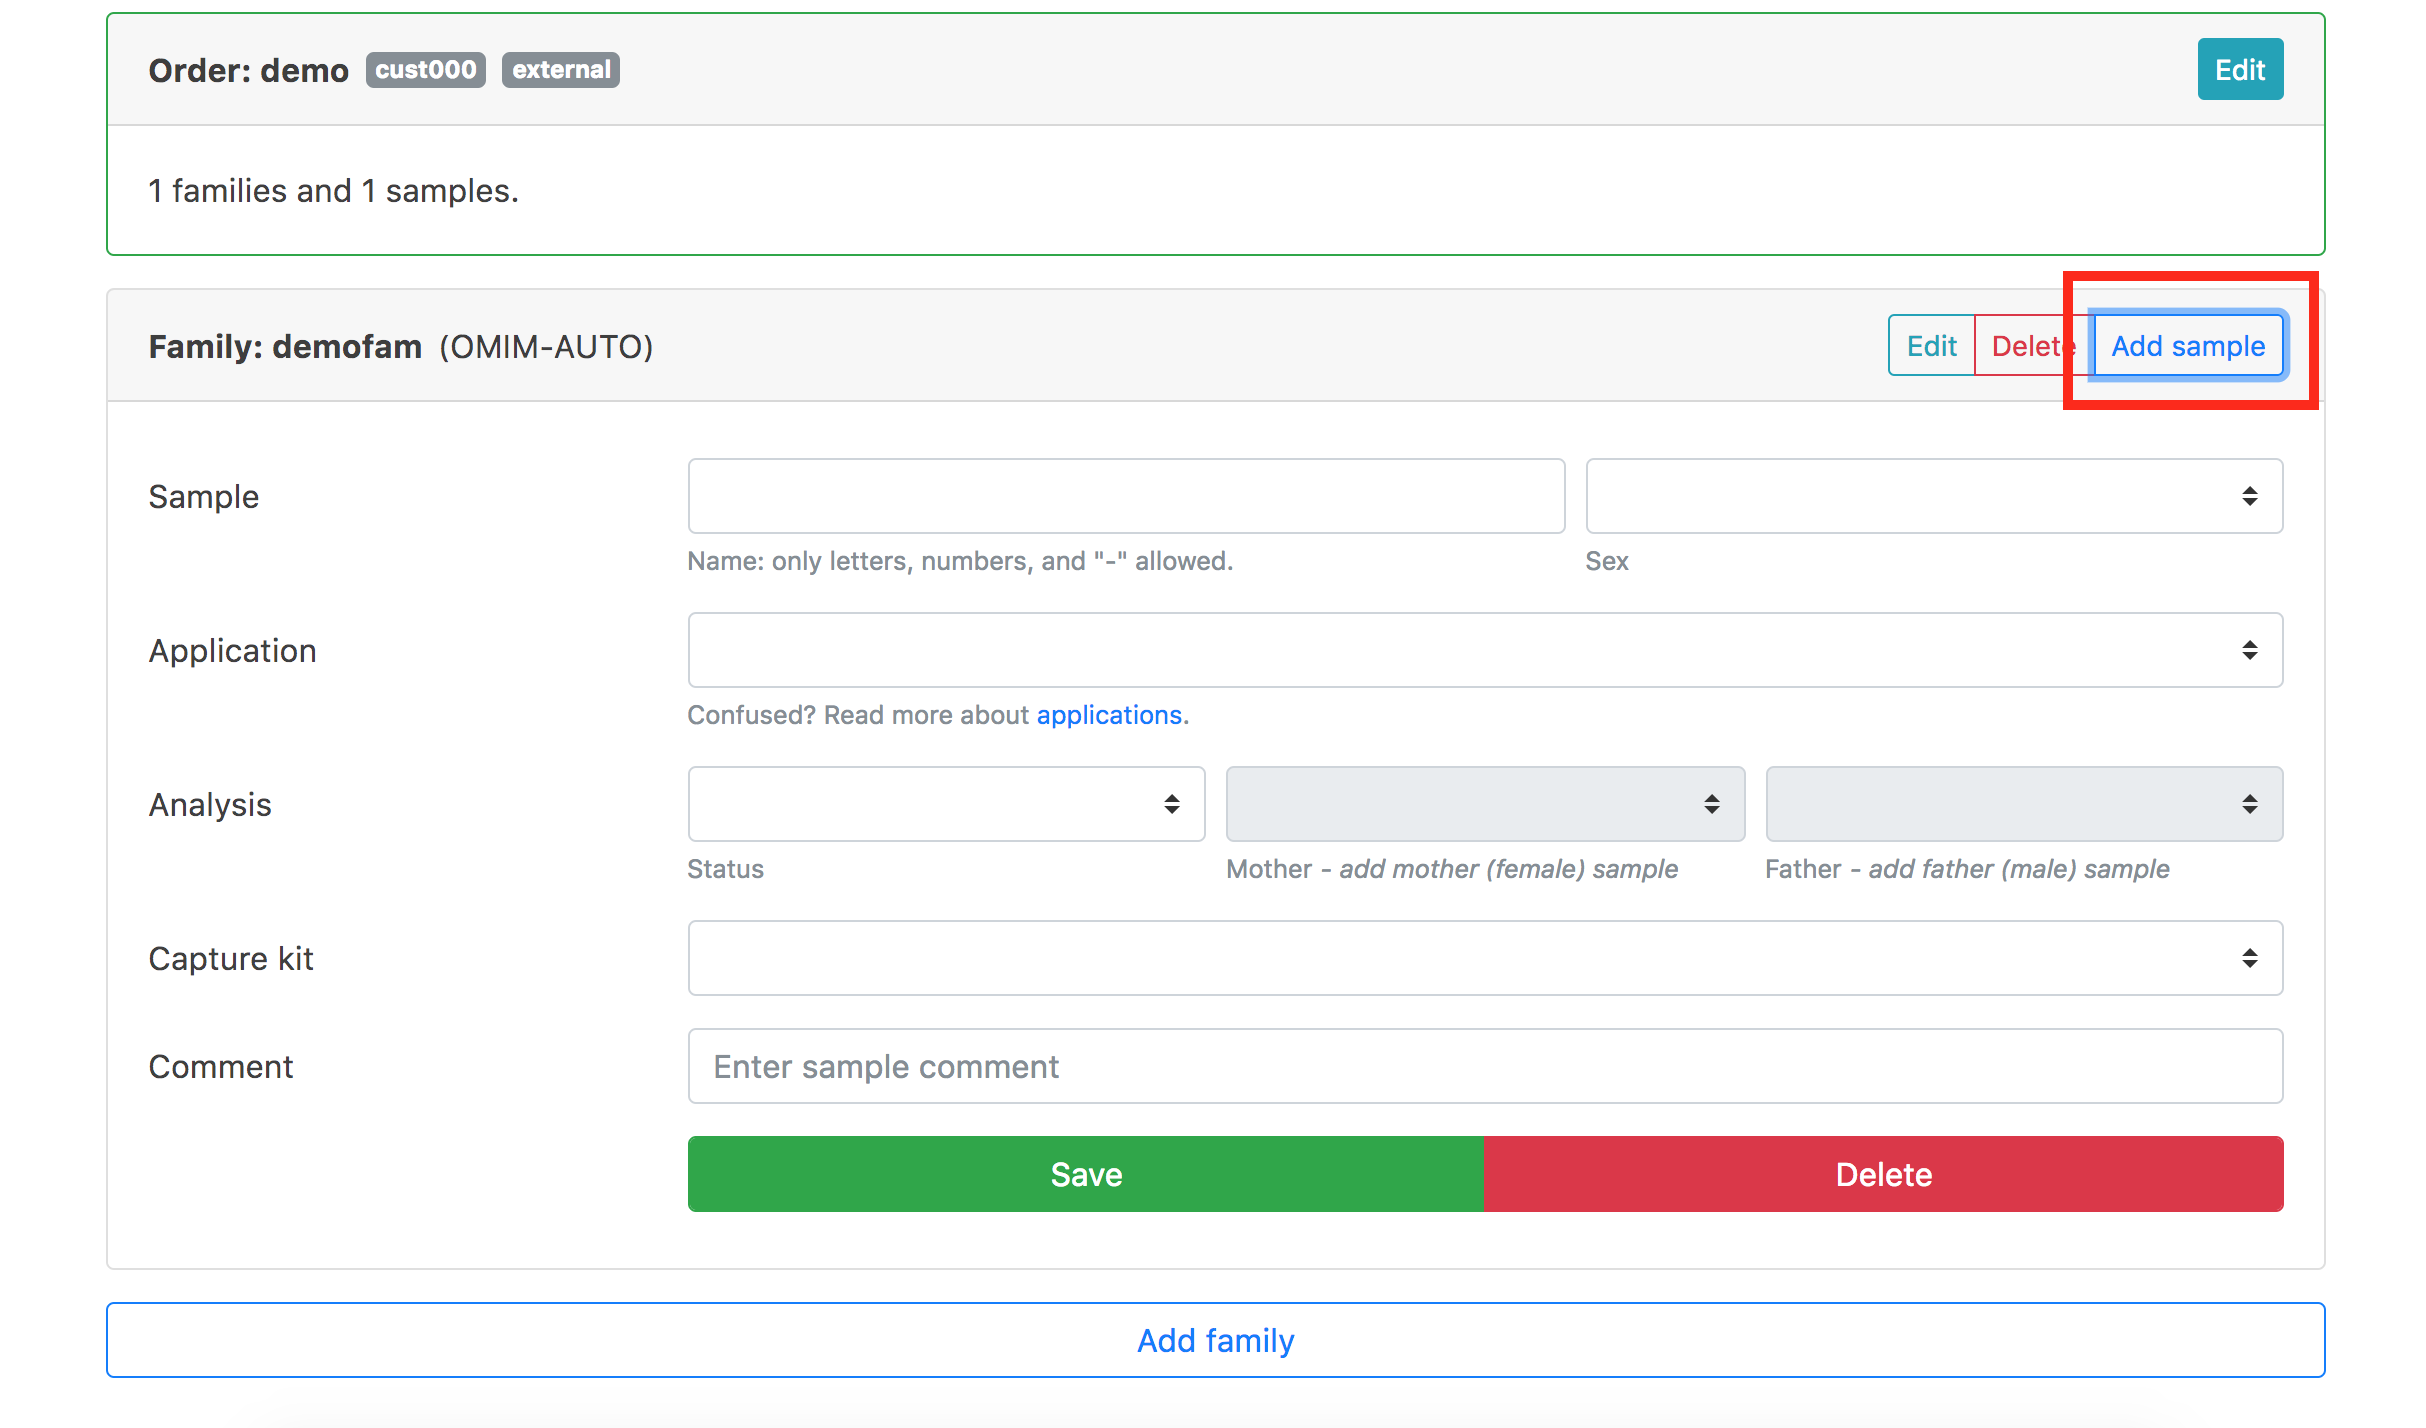 Order: demo cust000 external Edit
1 families and 1 samples.
Family: demofam (OMIM-AUTO) Edit Delete Add sample
Sample
Name: only letters, numbers, and "-" allowed. Sex
Application
Confused? Read more about applications.
Analysis
Status Mother - add mother (female) sample Father - add father (male) sample
Capture kit
Comment Enter sample comment
Save Delete
Add family